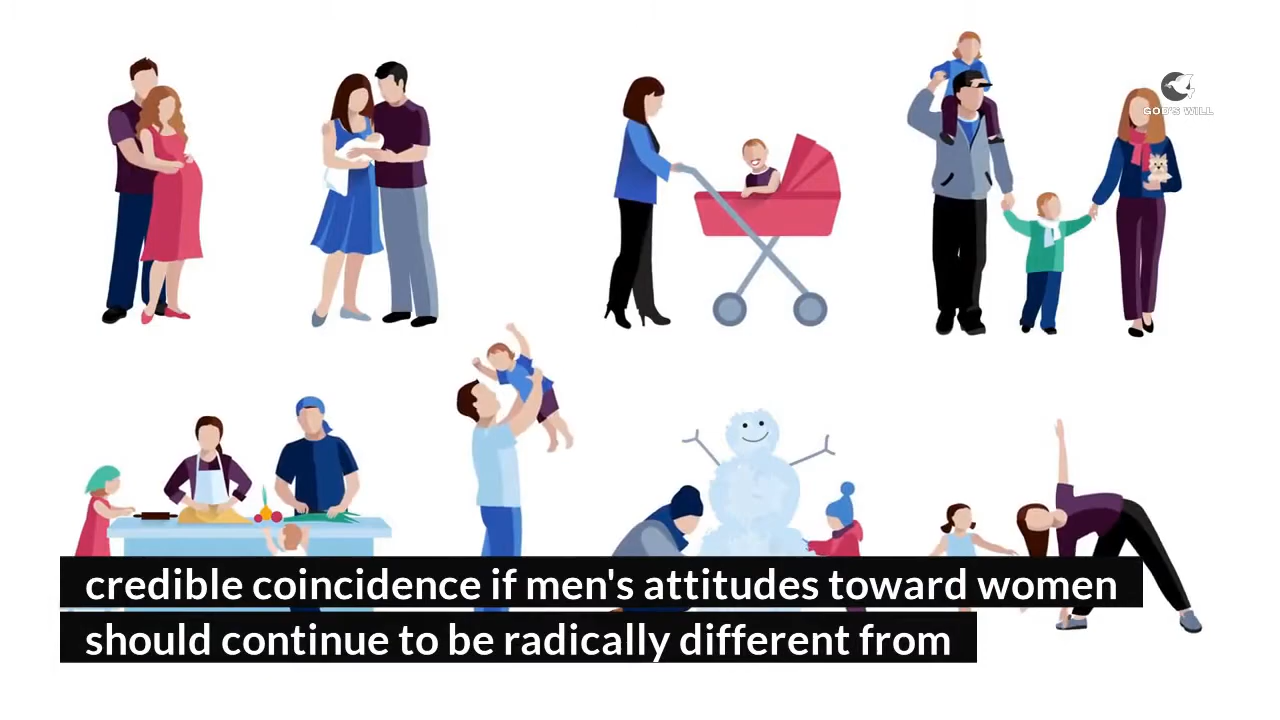 GOD'S WILL
credible coincidence if men's attitudes toward women
should continue to be radically different from